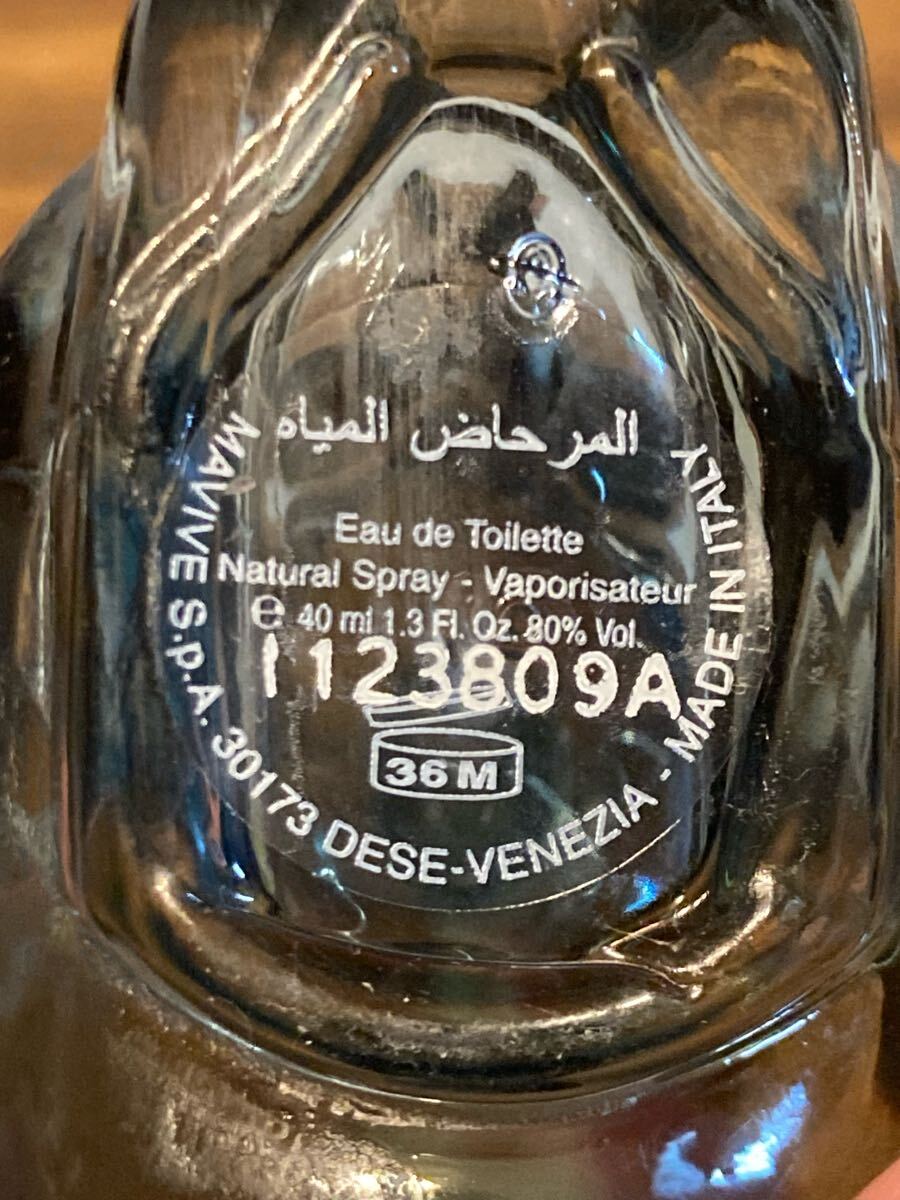 المرحاض المياه
Eau de Toilette
Natural Spray - Vaporisateur
e 40 ml 1.3 Fl. Oz. 80% Vol.
1123809A
36 M
MAVIVE S.p.A. 30173 DESE-VENEZIA - MADE IN ITALY